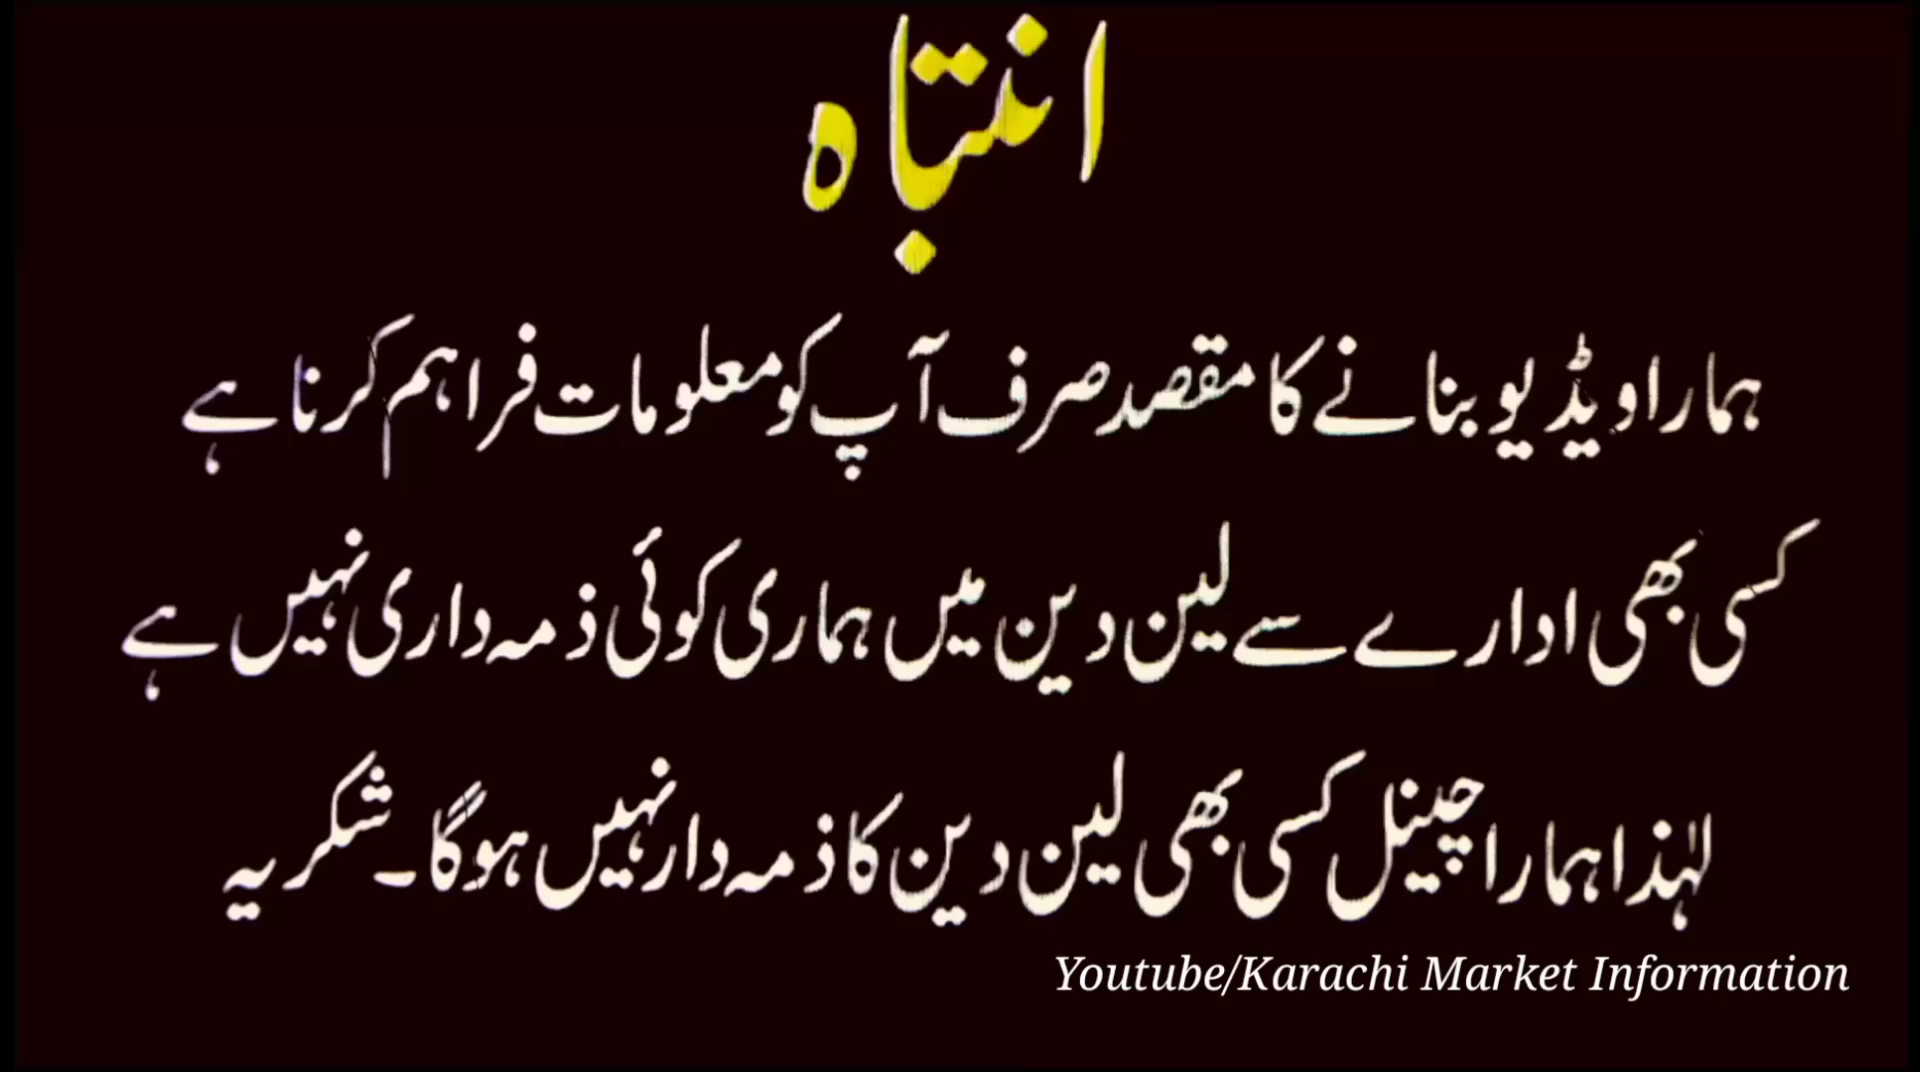 انتباہ
ہمارا ویڈیو بنانے کا مقصد صرف آپ کو معلومات فراہم کرنا ہے
کسی بھی ادارے سے لین دین میں ہماری کوئی ذمہ داری نہیں ہے
لہٰذا ہمارا چینل کسی بھی لین دین کا ذمہ دار نہیں ہوگا۔ شکریہ
Youtube/Karachi Market Information